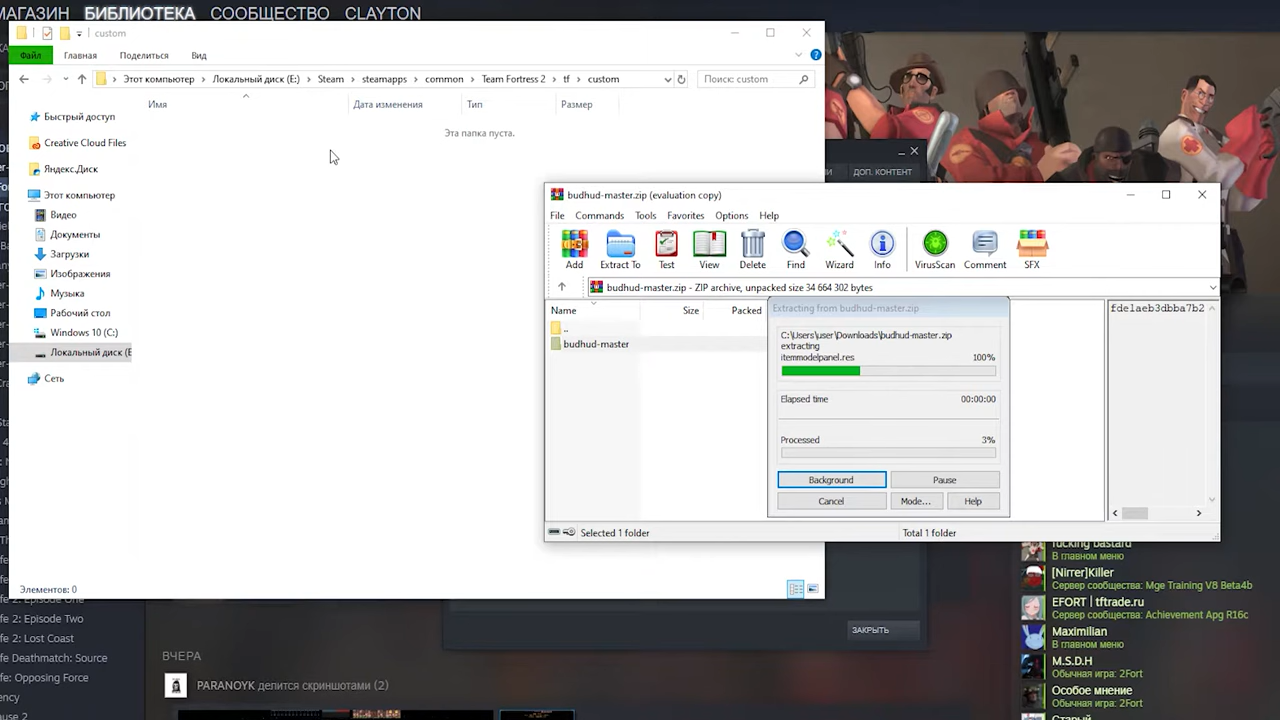 МАГАЗИН БИБЛИОТЕКА СООБЩЕСТВО CLAYTON
custom
Файл Главная Поделиться Вид
Этот компьютер Локальный диск (E:) Steam steamapps common Team Fortress 2 tf custom
Поиск: custom
Имя Дата изменения Тип Размер
Эта папка пуста.
Быстрый доступ
Creative Cloud Files
Яндекс.Диск
Этот компьютер
Видео
Документы
Загрузки
Изображения
Музыка
Рабочий стол
Windows 10 (C:)
Локальный диск (E
Сеть
Элементов: 0
ДОП. КОНТЕНТ
budhud-master.zip (evaluation copy)
File Commands Tools Favorites Options Help
Add Extract To Test View Delete Find Wizard Info VirusScan Comment SFX
budhud-master.zip - ZIP archive, unpacked size 34 664 302 bytes
Name Size Packed
..
budhud-master
fde1aeb3dbba7b2
Extracting from budhud-master.zip
C:\Users\user\Downloads\budhud-master.zip
extracting
itemmodelpanel.res 100%
Elapsed time 00:00:00
Processed 3%
Background Pause
Cancel Mode... Help
Selected 1 folder Total 1 folder
fe 2: Episode One
fe 2: Episode Two
fe 2: Lost Coast
fe Deathmatch: Source
fe: Opposing Force
ency
ЗАКРЫТЬ
ВЧЕРА
PARANOYK делится скриншотами (2)
fucking bastard
В главном меню
[Nirrer]Killer
Сервер сообщества: Mge Training V8 Beta4b
EFORT | tftrade.ru
Сервер сообщества: Achievement Apg R16c
Maximilian
В главном меню
M.S.D.H
Обычная игра: 2Fort
Особое мнение
Обычная игра: 2Fort
Старый